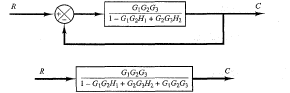 R + − G₁G₂G₃ C
1 − G₁G₂H₁ + G₂G₃H₂
R G₁G₂G₃ C
1 − G₁G₂H₁ + G₂G₃H₂ + G₁G₂G₃